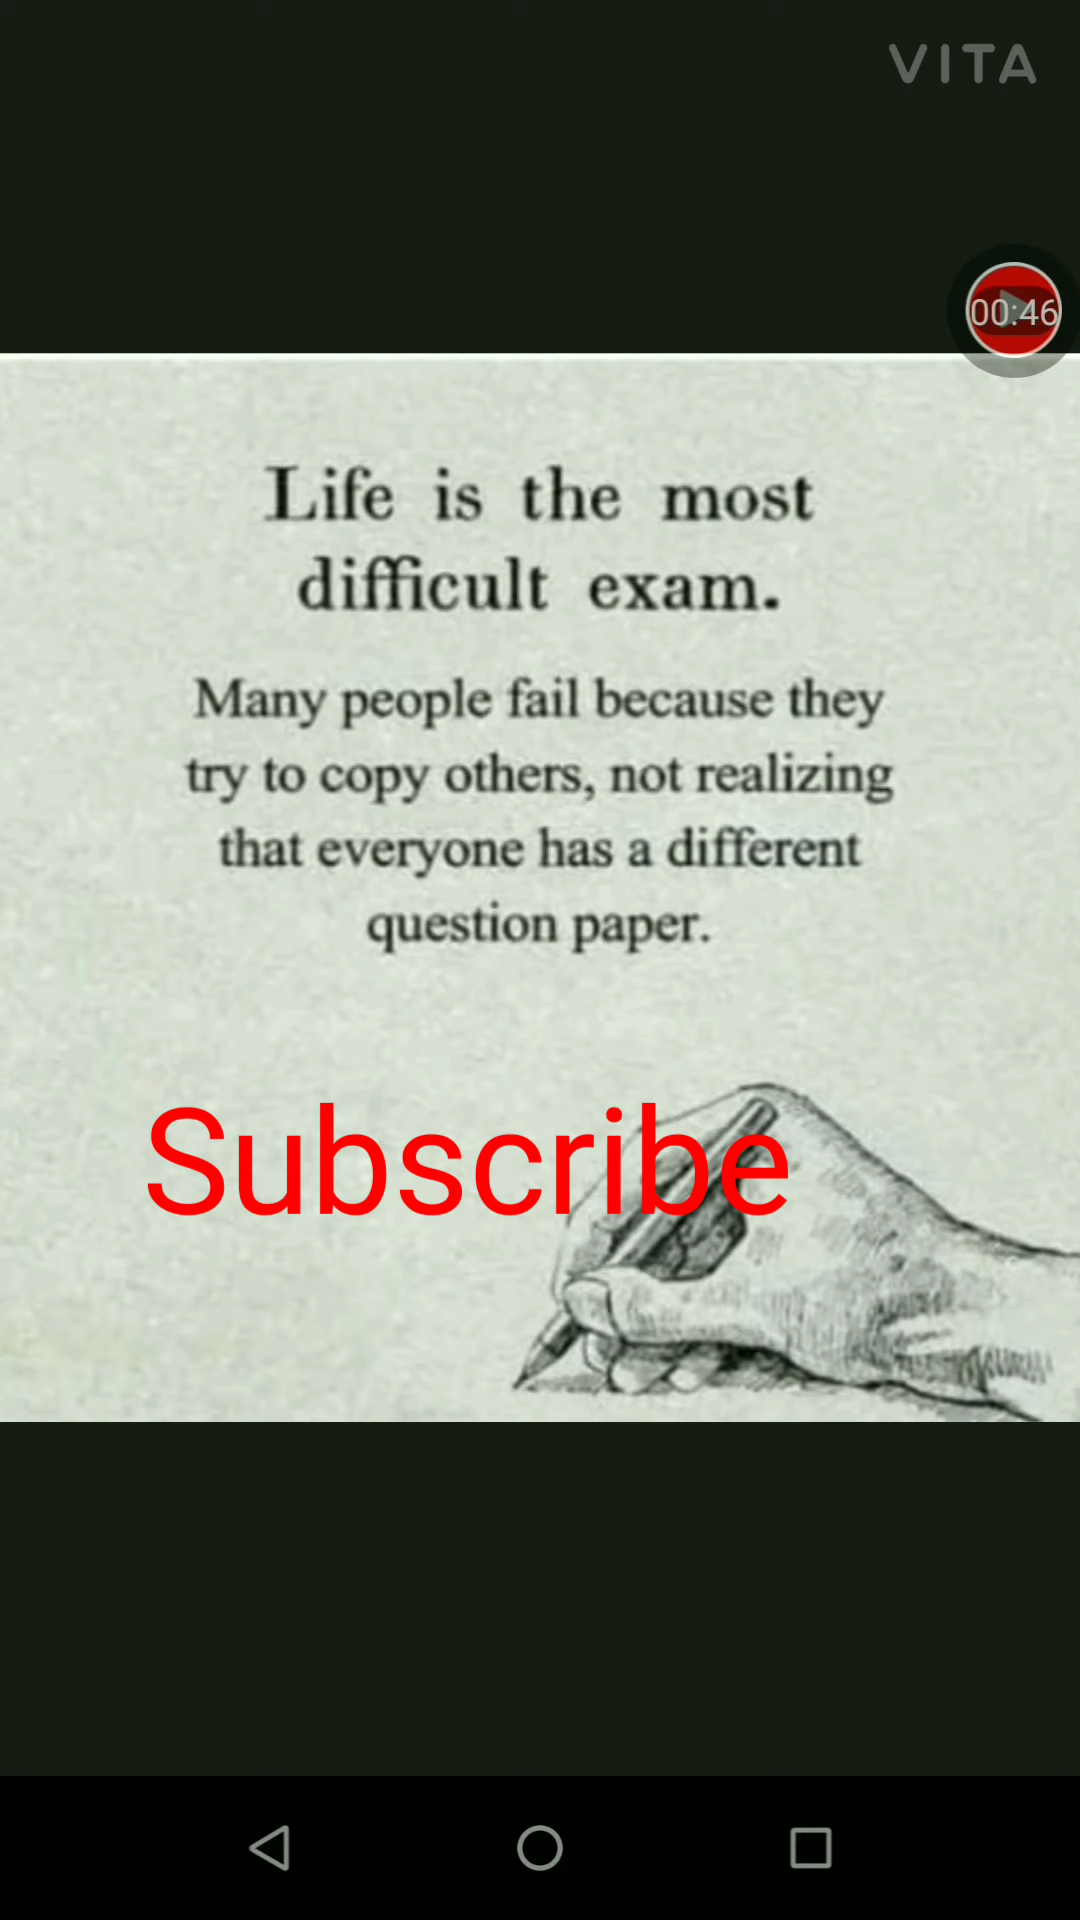 VITA
00:46
Life is the most
difficult exam.
Many people fail because they
try to copy others, not realizing
that everyone has a different
question paper.
Subscribe